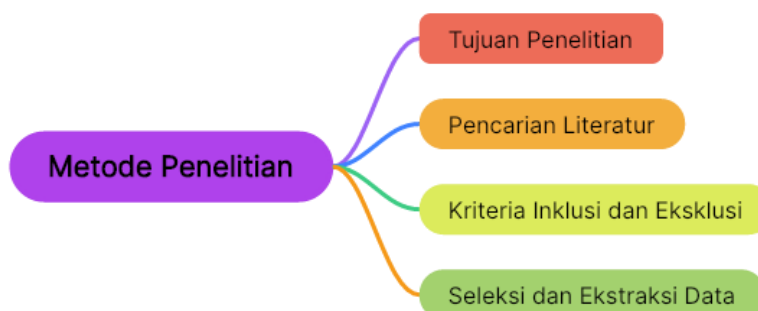 Tujuan Penelitian
Pencarian Literatur
Metode Penelitian
Kriteria Inklusi dan Eksklusi
Seleksi dan Ekstraksi Data